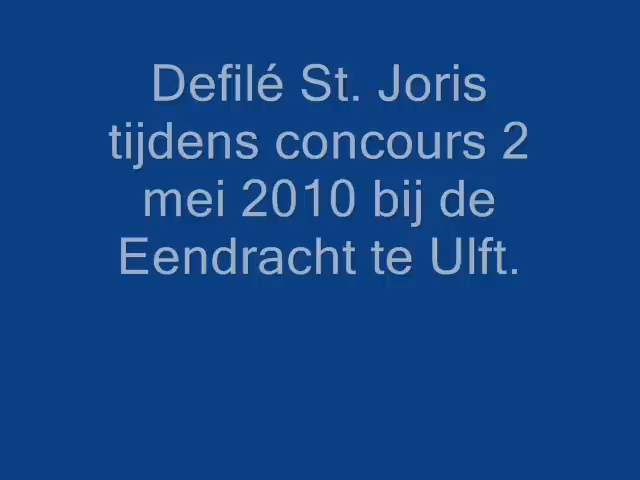 Defilé St. Joris
tijdens concours 2
mei 2010 bij de
Eendracht te Ulft.